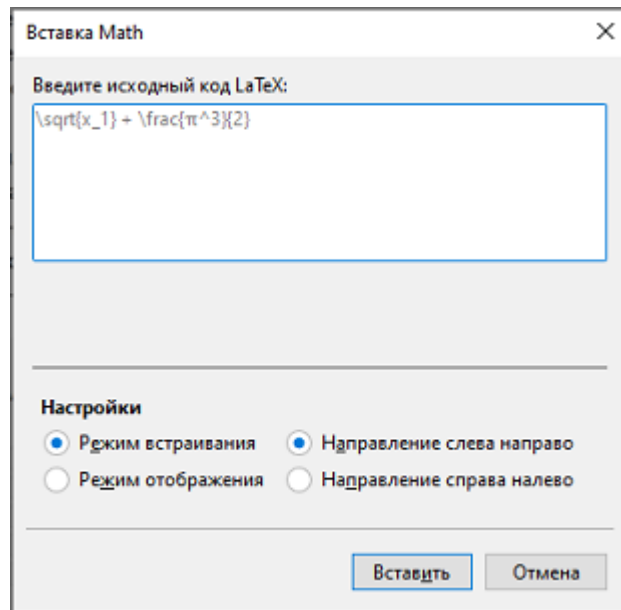 Вставка Math
Введите исходный код LaTeX:
\sqrt{x_1} + \frac{π^3}{2}
Настройки
Режим встраивания Направление слева направо
Режим отображения Направление справа налево
Вставить Отмена